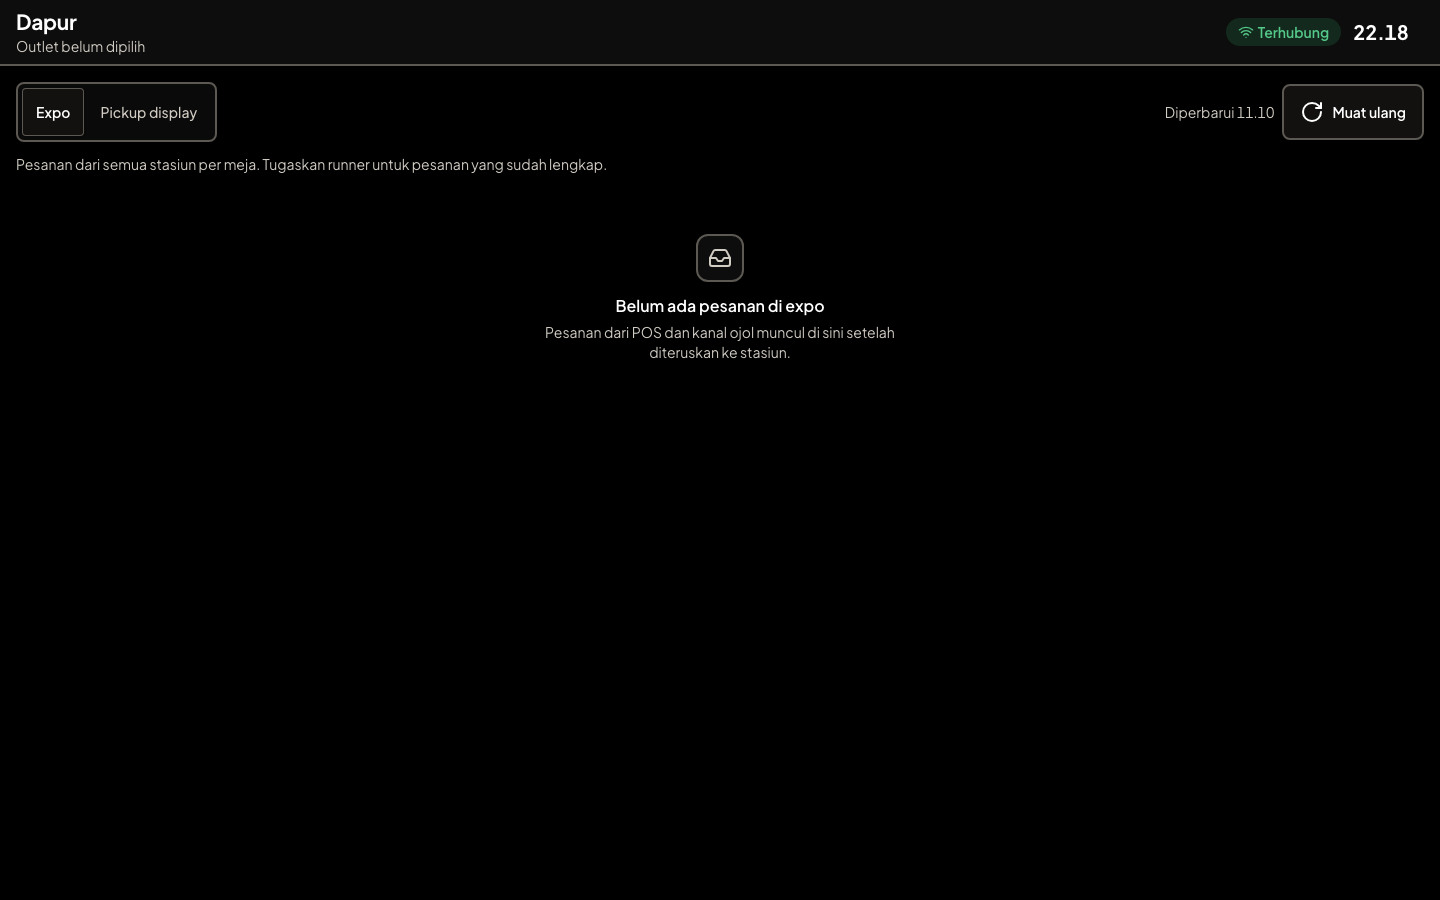 Dapur
Outlet belum dipilih
Terhubung
22.18
Expo
Pickup display
Diperbarui 11.10
Muat ulang
Pesanan dari semua stasiun per meja. Tugaskan runner untuk pesanan yang sudah lengkap.
Belum ada pesanan di expo
Pesanan dari POS dan kanal ojol muncul di sini setelah
diteruskan ke stasiun.